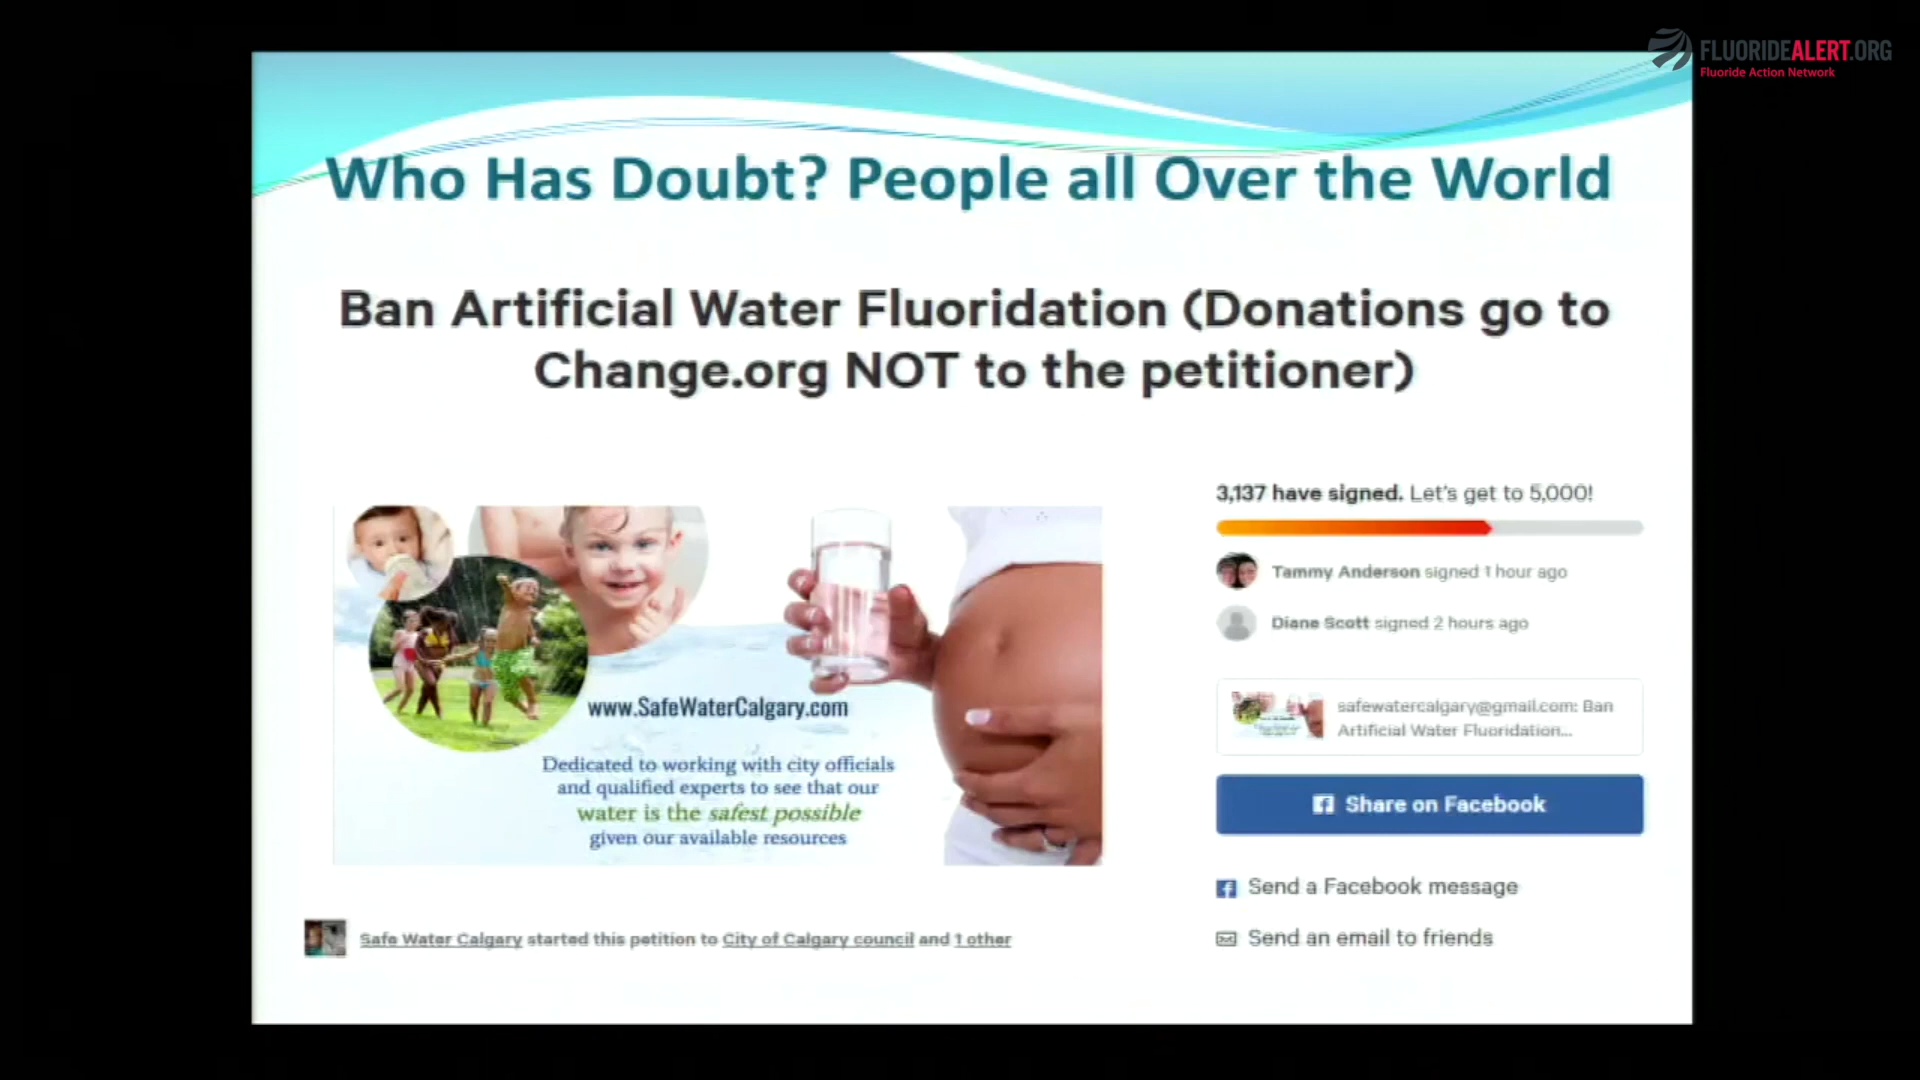 FLUORIDEALERT.ORG
Fluoride Action Network
Who Has Doubt? People all Over the World
Ban Artificial Water Fluoridation (Donations go to
Change.org NOT to the petitioner)
www.SafeWaterCalgary.com
Dedicated to working with city officials
and qualified experts to see that our
water is the safest possible
given our available resources
Safe Water Calgary started this petition to City of Calgary council and 1 other
3,137 have signed. Let's get to 5,000!
Tammy Anderson signed 1 hour ago
Diane Scott signed 2 hours ago
safewatercalgary@gmail.com: Ban
Artificial Water Fluoridation...
Share on Facebook
Send a Facebook message
Send an email to friends